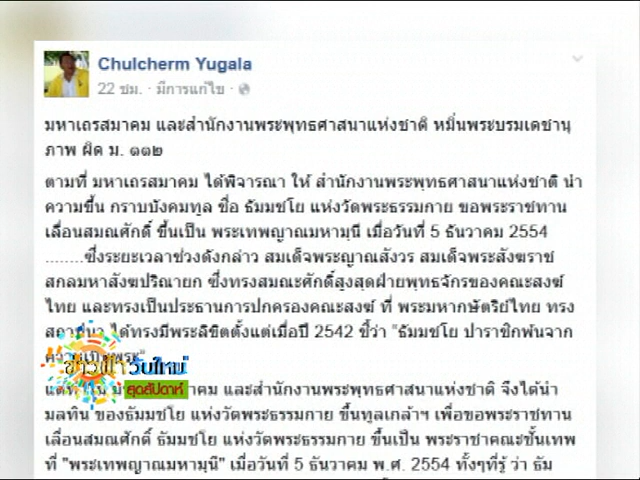 Chulcherm Yugala
22 ชม. · มีการแก้ไข ·
มหาเถรสมาคม และสำนักงานพระพุทธศาสนาแห่งชาติ หมิ่นพระบรมเดชานุ
ภาพ ผิด ม. ๑๑๒
ตามที่ มหาเถรสมาคม ได้พิจารณา ให้ สำนักงานพระพุทธศาสนาแห่งชาติ นำ
ความขึ้น กราบบังคมทูล ชื่อ ธัมมชโย แห่งวัดพระธรรมกาย ขอพระราชทาน
เลื่อนสมณศักดิ์ ขึ้นเป็น พระเทพญาณมหามุนี เมื่อวันที่ 5 ธันวาคม 2554
........ซึ่งระยะเวลาช่วงดังกล่าว สมเด็จพระญาณสังวร สมเด็จพระสังฆราช
สกลมหาสังฆปริณายก ซึ่งทรงสมณะศักดิ์สูงสุดฝ่ายพุทธจักรของคณะสงฆ์
ไทย และทรงเป็นประธานการปกครองคณะสงฆ์ ที่ พระมหากษัตริย์ไทย ทรง
สถาปนา ได้ทรงมีพระลิขิตตั้งแต่เมื่อปี 2542 ชี้ว่า "ธัมมชโย ปาราชิกพ้นจาก
ความเป็นพระ"
ข่าวเช้าวันใหม่
สุดสัปดาห์
และสำนักงานพระพุทธศาสนาแห่งชาติ จึงได้นำ
มลทิน ของธัมมชโย แห่งวัดพระธรรมกาย ขึ้นทูลเกล้าฯ เพื่อขอพระราชทาน
เลื่อนสมณศักดิ์ ธัมมชโย แห่งวัดพระธรรมกาย ขึ้นเป็น พระราชาคณะชั้นเทพ
ที่ "พระเทพญาณมหามุนี" เมื่อวันที่ 5 ธันวาคม พ.ศ. 2554 ทั้งๆที่รู้ ว่า ธัม